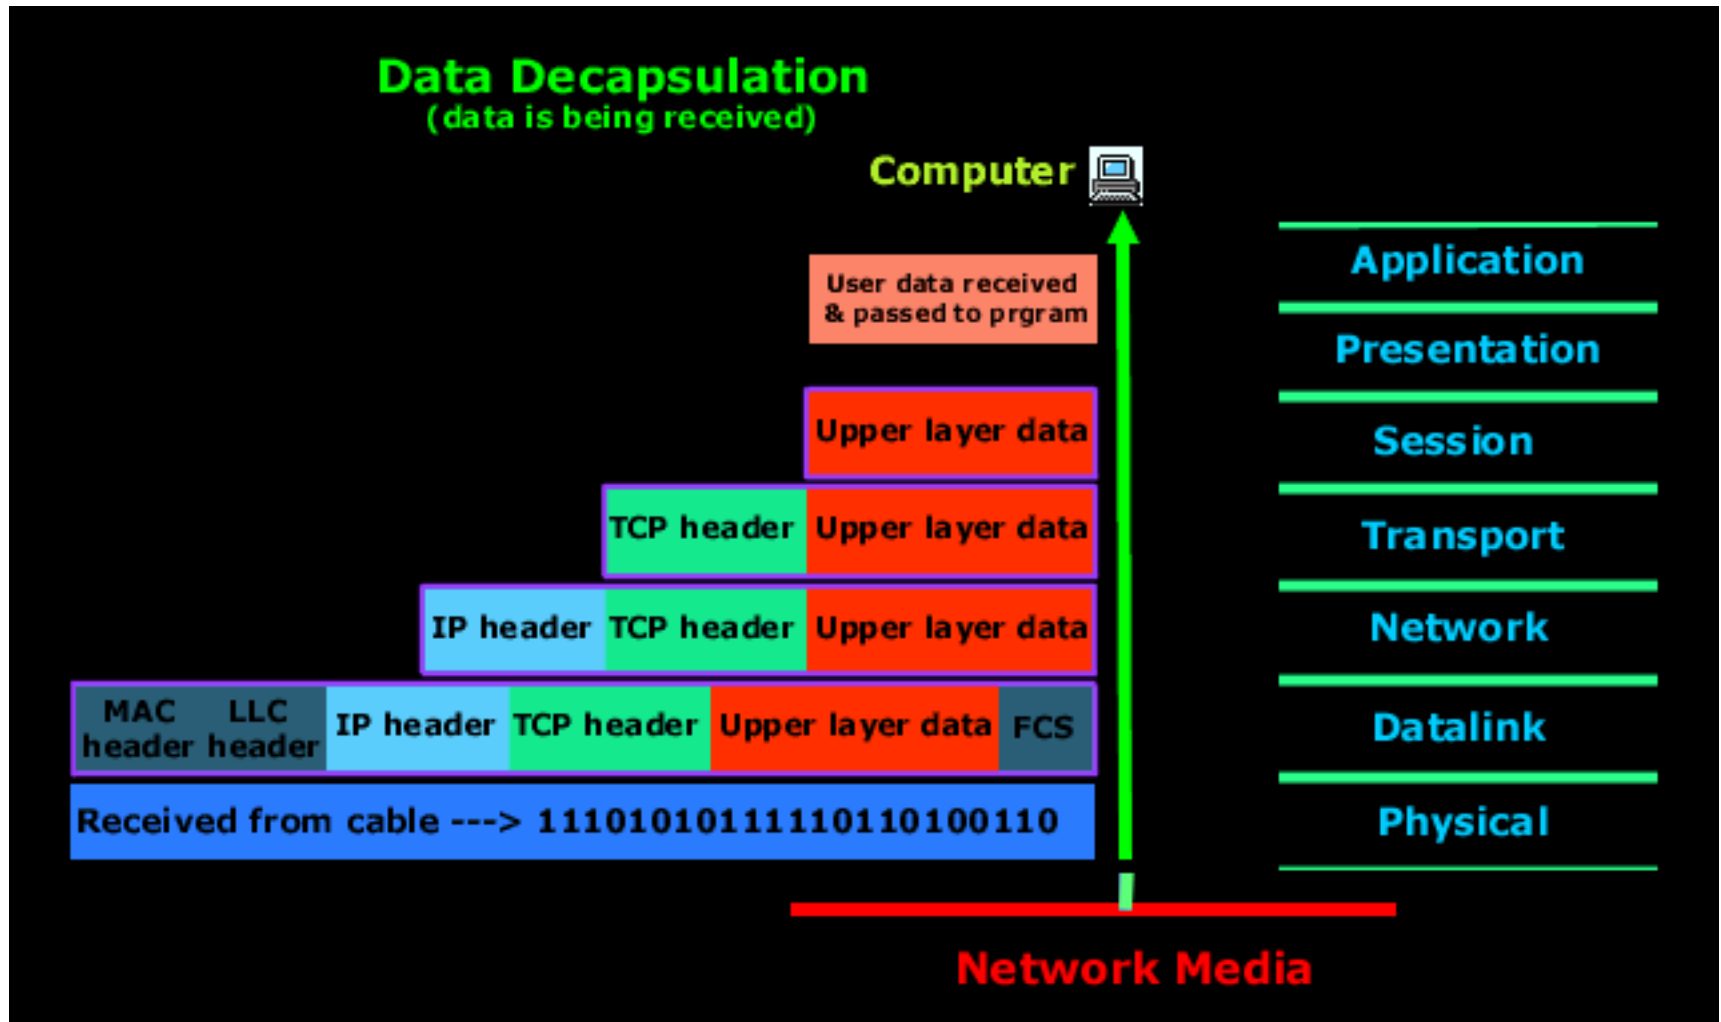 Data Decapsulation
(data is being received)
Computer
User data received
& passed to prgram
Upper layer data
TCP header Upper layer data
IP header TCP header Upper layer data
MAC header LLC header IP header TCP header Upper layer data FCS
Received from cable ---> 11101010111110110100110
Application
Presentation
Session
Transport
Network
Datalink
Physical
Network Media